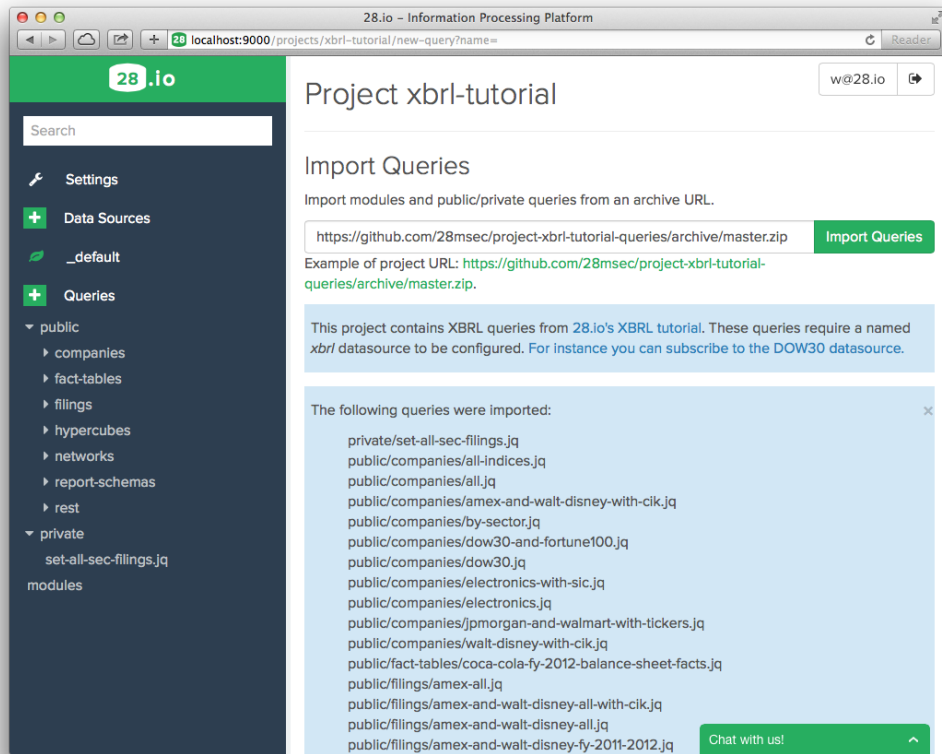 28.io – Information Processing Platform
28 localhost:9000/projects/xbrl-tutorial/new-query?name=
Reader
28 .io
Search
Settings
Data Sources
_default
Queries
public
companies
fact-tables
filings
hypercubes
networks
report-schemas
rest
private
set-all-sec-filings.jq
modules
Project xbrl-tutorial
w@28.io
Import Queries
Import modules and public/private queries from an archive URL.
https://github.com/28msec/project-xbrl-tutorial-queries/archive/master.zip
Import Queries
Example of project URL: https://github.com/28msec/project-xbrl-tutorial-
queries/archive/master.zip.
This project contains XBRL queries from 28.io's XBRL tutorial. These queries require a named
xbrl datasource to be configured. For instance you can subscribe to the DOW30 datasource.
The following queries were imported:
private/set-all-sec-filings.jq
public/companies/all-indices.jq
public/companies/all.jq
public/companies/amex-and-walt-disney-with-cik.jq
public/companies/by-sector.jq
public/companies/dow30-and-fortune100.jq
public/companies/dow30.jq
public/companies/electronics-with-sic.jq
public/companies/electronics.jq
public/companies/jpmorgan-and-walmart-with-tickers.jq
public/companies/walt-disney-with-cik.jq
public/fact-tables/coca-cola-fy-2012-balance-sheet-facts.jq
public/filings/amex-all.jq
public/filings/amex-and-walt-disney-all-with-cik.jq
public/filings/amex-and-walt-disney-all.jq
public/filings/amex-and-walt-disney-fy-2011-2012.jq
Chat with us!